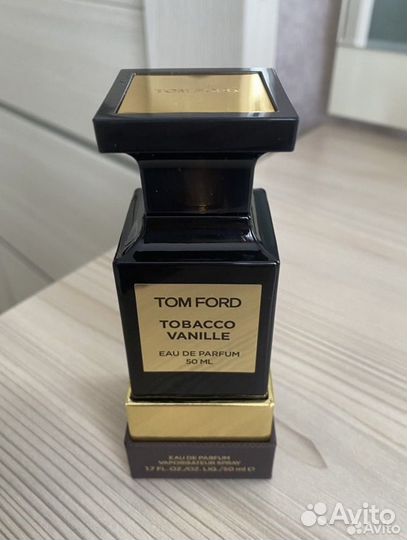 TOM FORD
TOM FORD
TOBACCO
VANILLE
EAU DE PARFUM
50 ML
EAU DE PARFUM
VAPORISATEUR SPRAY
1.7 FL.OZ./OZ. LIQ./50 ml ℮
Avito
Avito